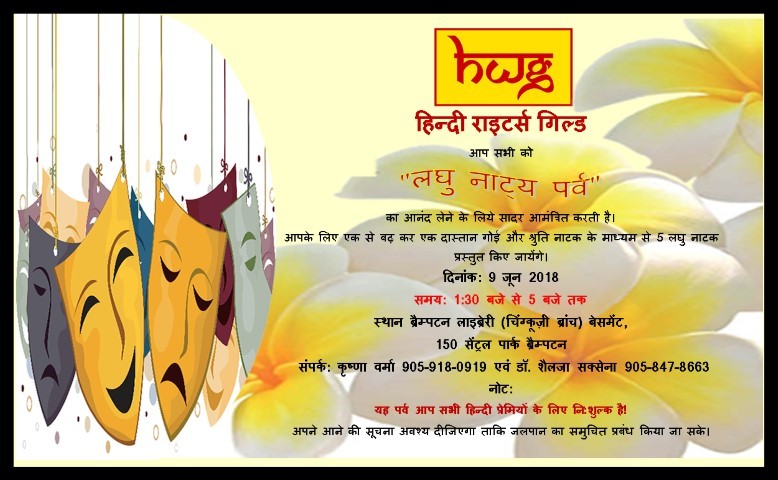 hwg
हिन्दी राइटर्स गिल्ड
आप सभी को
"लघु नाट्य पर्व"
का आनंद लेने के लिये सादर आमंत्रित करती है।
आपके लिए एक से बढ़ कर एक दास्तान गोई और श्रुति नाटक के माध्यम से 5 लघु नाटक
प्रस्तुत किए जायेंगे।
दिनांक: 9 जून 2018
समय: 1:30 बजे से 5 बजे तक
स्थान ब्रैम्पटन लाइब्रेरी (चिंग्कूज़ी ब्रांच) बेसमेंट,
150 सेंट्रल पार्क ब्रैम्पटन
संपर्क: कृष्णा वर्मा 905-918-0919 एवं डॉ. शैलजा सक्सेना 905-847-8663
नोट:
यह पर्व आप सभी हिन्दी प्रेमियों के लिए नि:शुल्क है!
अपने आने की सूचना अवश्य दीजिएगा ताकि जलपान का समुचित प्रबंध किया जा सके।